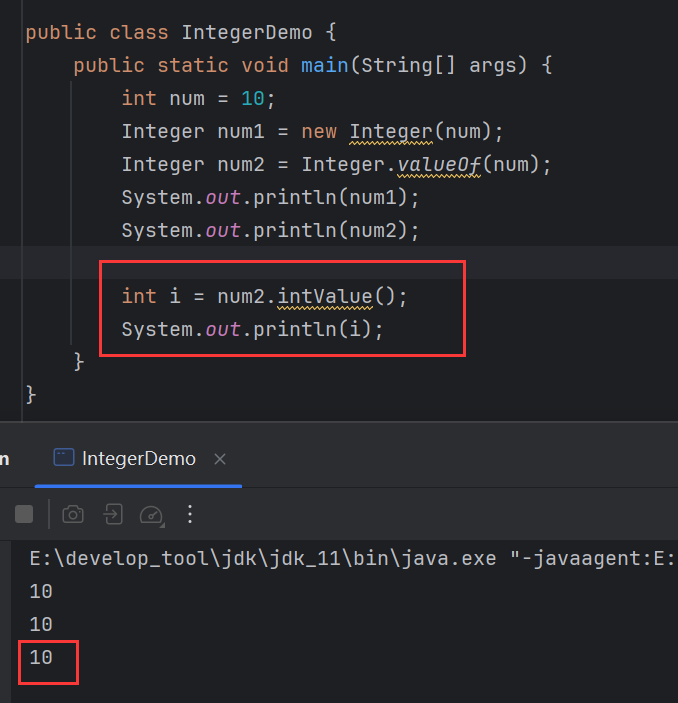 public class IntegerDemo {
public static void main(String[] args) {
int num = 10;
Integer num1 = new Integer(num);
Integer num2 = Integer.valueOf(num);
System.out.println(num1);
System.out.println(num2);
int i = num2.intValue();
System.out.println(i);
}
}
n IntegerDemo ×
E:\develop_tool\jdk\jdk_11\bin\java.exe "-javaagent:E:
10
10
10